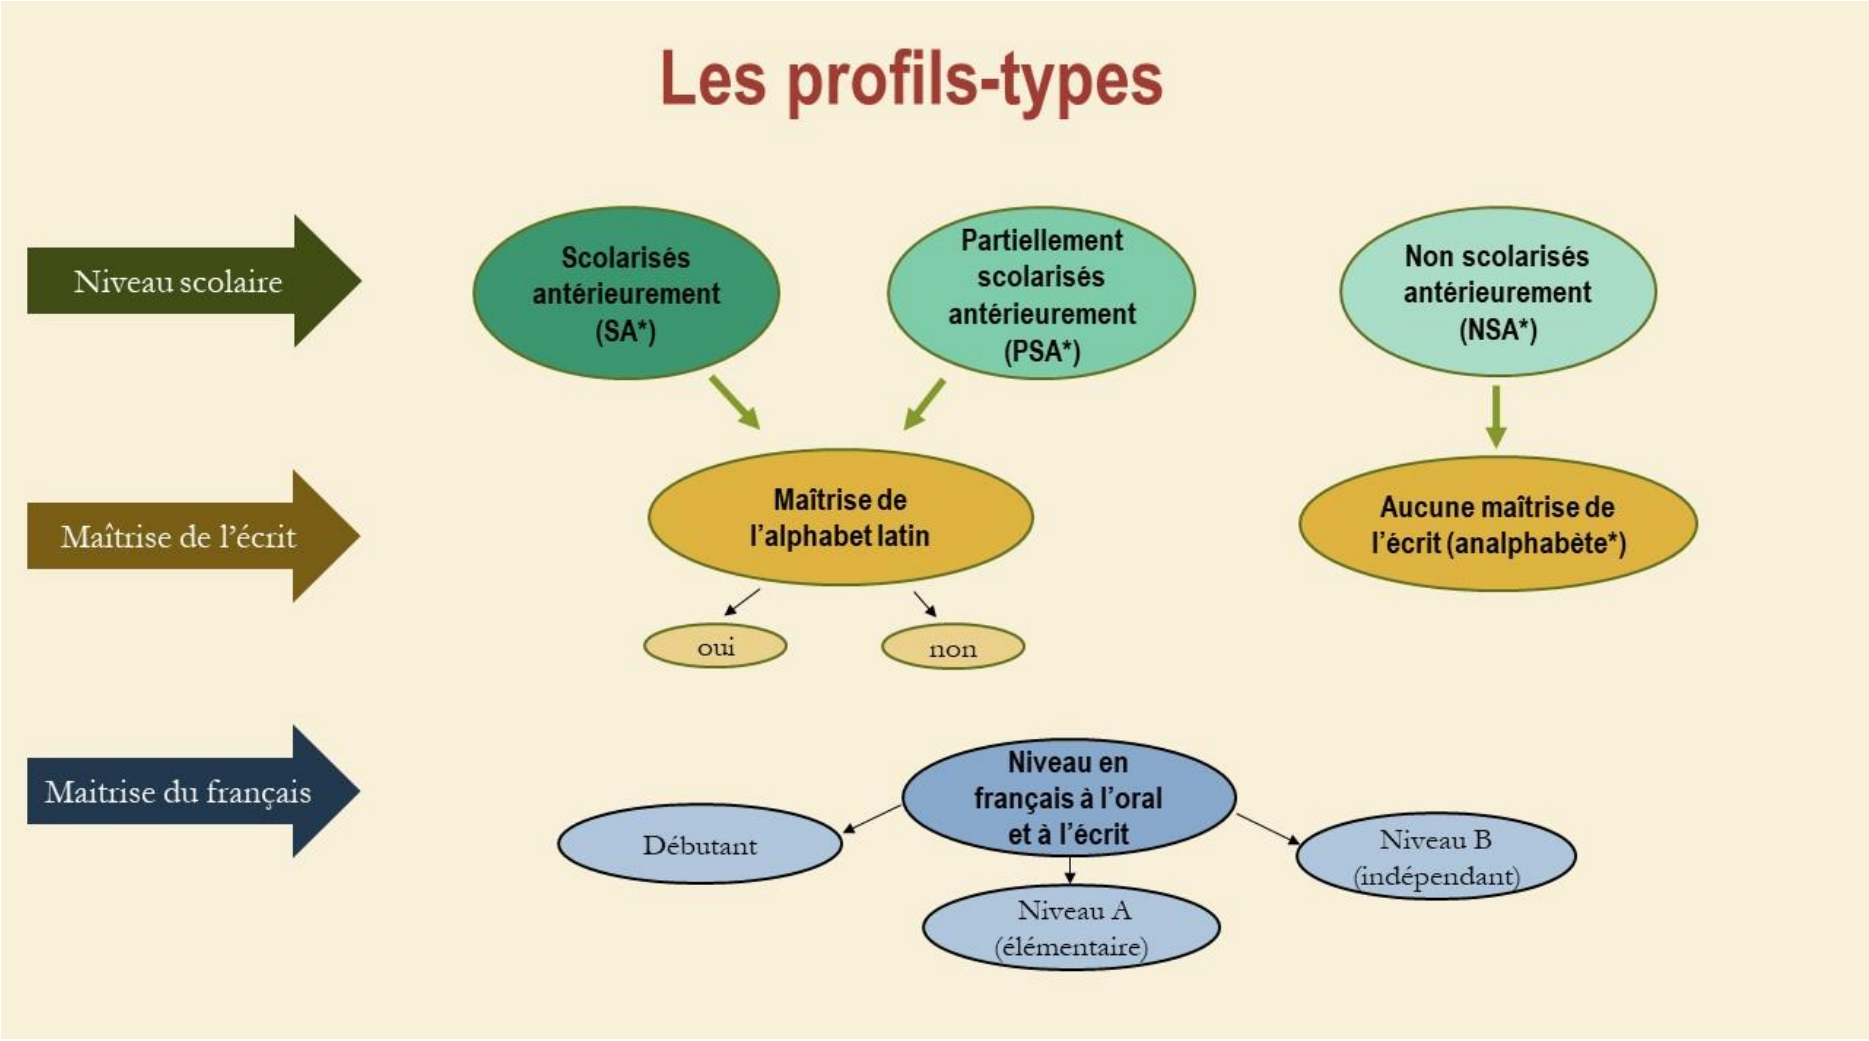 Les profils-types
Niveau scolaire
Scolarisés
antérieurement
(SA*)
Partiellement
scolarisés
antérieurement
(PSA*)
Non scolarisés
antérieurement
(NSA*)
Maîtrise de l’écrit
Maîtrise de
l’alphabet latin
Aucune maîtrise de
l’écrit (analphabète*)
oui
non
Maitrise du français
Niveau en
français à l’oral
et à l’écrit
Débutant
Niveau A
(élémentaire)
Niveau B
(indépendant)